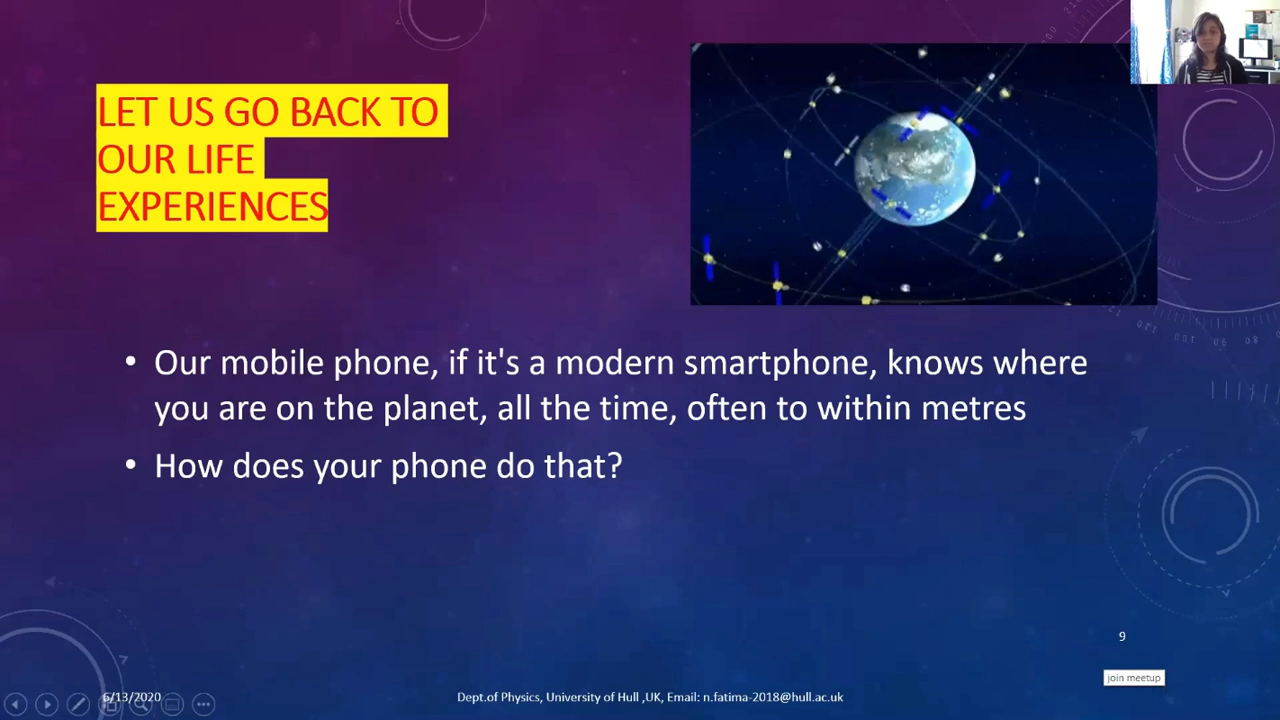 LET US GO BACK TO
OUR LIFE
EXPERIENCES
• Our mobile phone, if it's a modern smartphone, knows where
you are on the planet, all the time, often to within metres
• How does your phone do that?
9
join meetup
6/13/2020
Dept.of Physics, University of Hull ,UK, Email: n.fatima-2018@hull.ac.uk